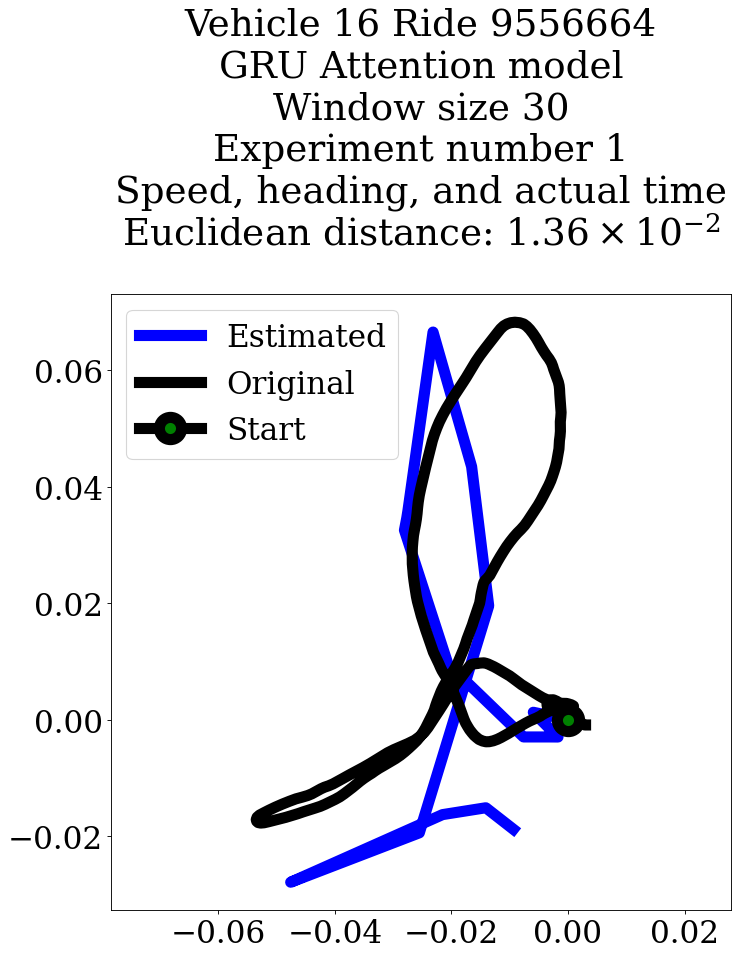 Vehicle 16 Ride 9556664
GRU Attention model
Window size 30
Experiment number 1
Speed, heading, and actual time
Euclidean distance: 1.36 × 10⁻²
Estimated
Original
Start
0.06
0.04
0.02
0.00
−0.02
−0.06 −0.04 −0.02 0.00 0.02